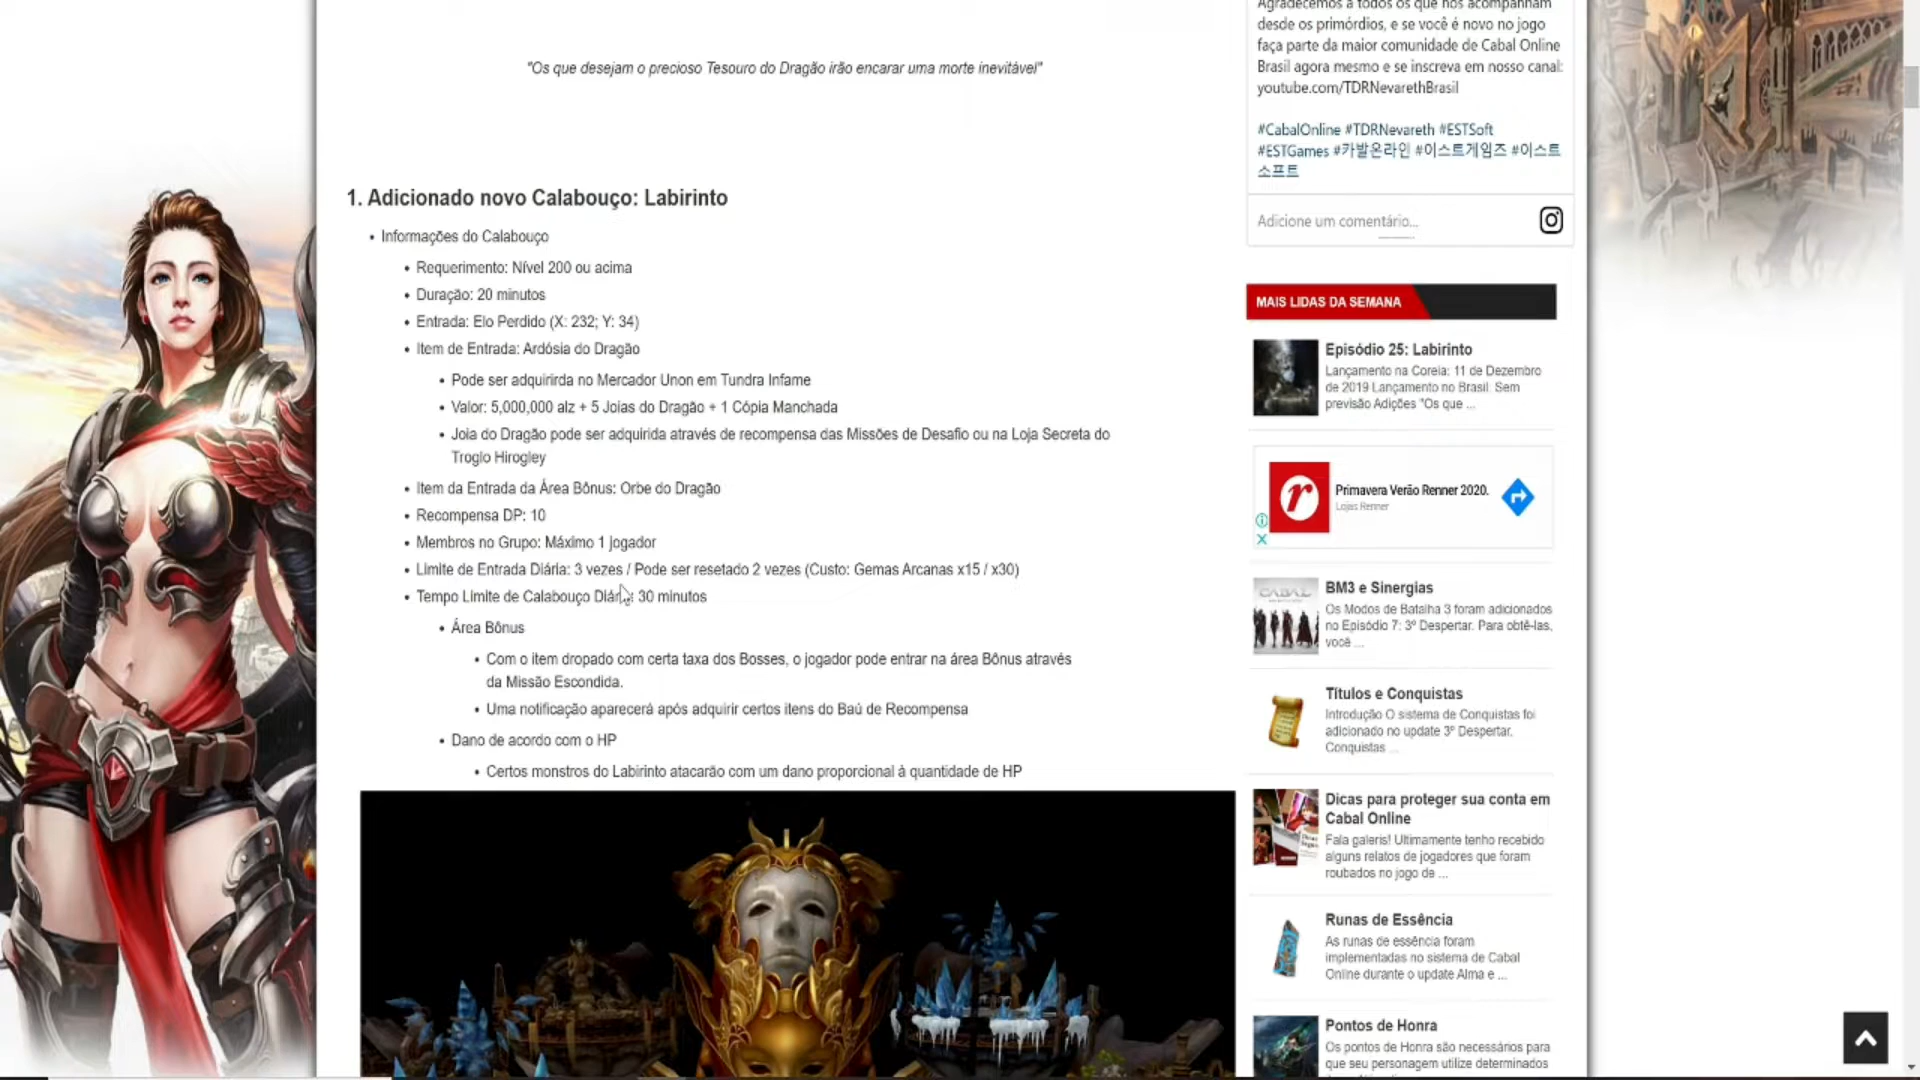 "Os que desejam o precioso Tesouro do Dragão irão encarar uma morte inevitável"
1. Adicionado novo Calabouço: Labirinto
• Informações do Calabouço
• Requerimento: Nível 200 ou acima
• Duração: 20 minutos
• Entrada: Elo Perdido (X: 232; Y: 34)
• Item de Entrada: Ardósia do Dragão
• Pode ser adquirirda no Mercador Unon em Tundra Infame
• Valor: 5,000,000 alz + 5 Joias do Dragão + 1 Cópia Manchada
• Joia do Dragão pode ser adquirida através de recompensa das Missões de Desafio ou na Loja Secreta do
Troglo Hirogley
• Item da Entrada da Área Bônus: Orbe do Dragão
• Recompensa DP: 10
• Membros no Grupo: Máximo 1 jogador
• Limite de Entrada Diária: 3 vezes / Pode ser resetado 2 vezes (Custo: Gemas Arcanas x15 / x30)
• Tempo Limite de Calabouço Diário: 30 minutos
• Área Bônus
• Com o item dropado com certa taxa dos Bosses, o jogador pode entrar na área Bônus através
da Missão Escondida.
• Uma notificação aparecerá após adquirir certos itens do Baú de Recompensa
• Dano de acordo com o HP
• Certos monstros do Labirinto atacarão com um dano proporcional à quantidade de HP
Agradecemos a todos os que nos acompanham
desde os primórdios, e se você é novo no jogo
faça parte da maior comunidade de Cabal Online
Brasil agora mesmo e se inscreva em nosso canal:
youtube.com/TDRNevarethBrasil
#CabalOnline #TDRNevareth #ESTSoft
#ESTGames #카발온라인 #이스트게임즈 #이스트
소프트
Adicione um comentário...
MAIS LIDAS DA SEMANA
Episódio 25: Labirinto
Lançamento na Coreia: 11 de Dezembro
de 2019 Lançamento no Brasil: Sem
previsão Adições "Os que ...
r
Primavera Verão Renner 2020.
Lojas Renner
CABAL
BM3 e Sinergias
Os Modos de Batalha 3 foram adicionados
no Episódio 7: 3º Despertar. Para obtê-las,
você ...
Títulos e Conquistas
Introdução O sistema de Conquistas foi
adicionado no update 3º Despertar.
Conquistas ...
Dicas para proteger sua conta em
Cabal Online
Fala galeris! Ultimamente tenho recebido
alguns relatos de jogadores que foram
roubados no jogo de ...
Runas de Essência
As runas de essência foram
implementadas no sistema de Cabal
Online durante o update Alma e ...
Pontos de Honra
Os pontos de Honra são necessários para
que seu personagem utilize determinados